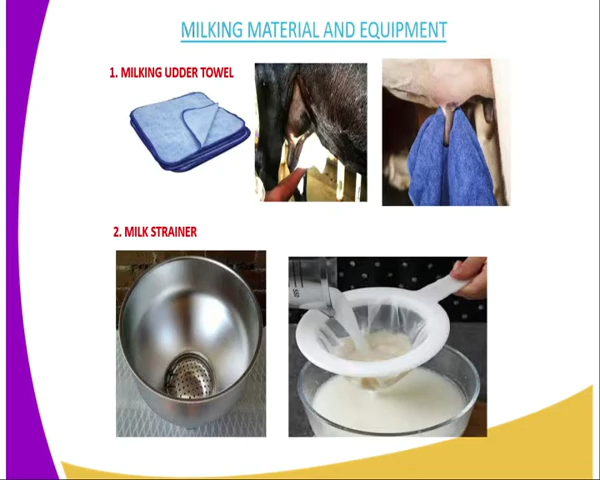 MILKING MATERIAL AND EQUIPMENT
1. MILKING UDDER TOWEL
2. MILK STRAINER